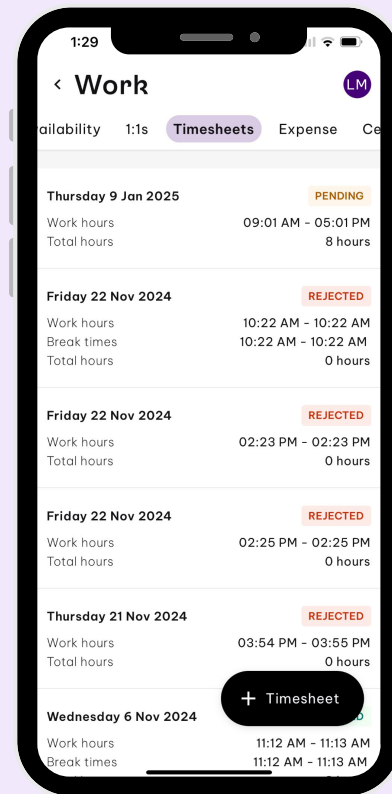 1:29
Work
LM
ailability 1:1s Timesheets Expense Ce
Thursday 9 Jan 2025 PENDING
Work hours 09:01 AM - 05:01 PM
Total hours 8 hours
Friday 22 Nov 2024 REJECTED
Work hours 10:22 AM - 10:22 AM
Break times 10:22 AM - 10:22 AM
Total hours 0 hours
Friday 22 Nov 2024 REJECTED
Work hours 02:23 PM - 02:23 PM
Total hours 0 hours
Friday 22 Nov 2024 REJECTED
Work hours 02:25 PM - 02:25 PM
Total hours 0 hours
Thursday 21 Nov 2024 REJECTED
Work hours 03:54 PM - 03:55 PM
Total hours 0 hours
+ Timesheet
Wednesday 6 Nov 2024
Work hours 11:12 AM - 11:13 AM
Break times 11:12 AM - 11:13 AM